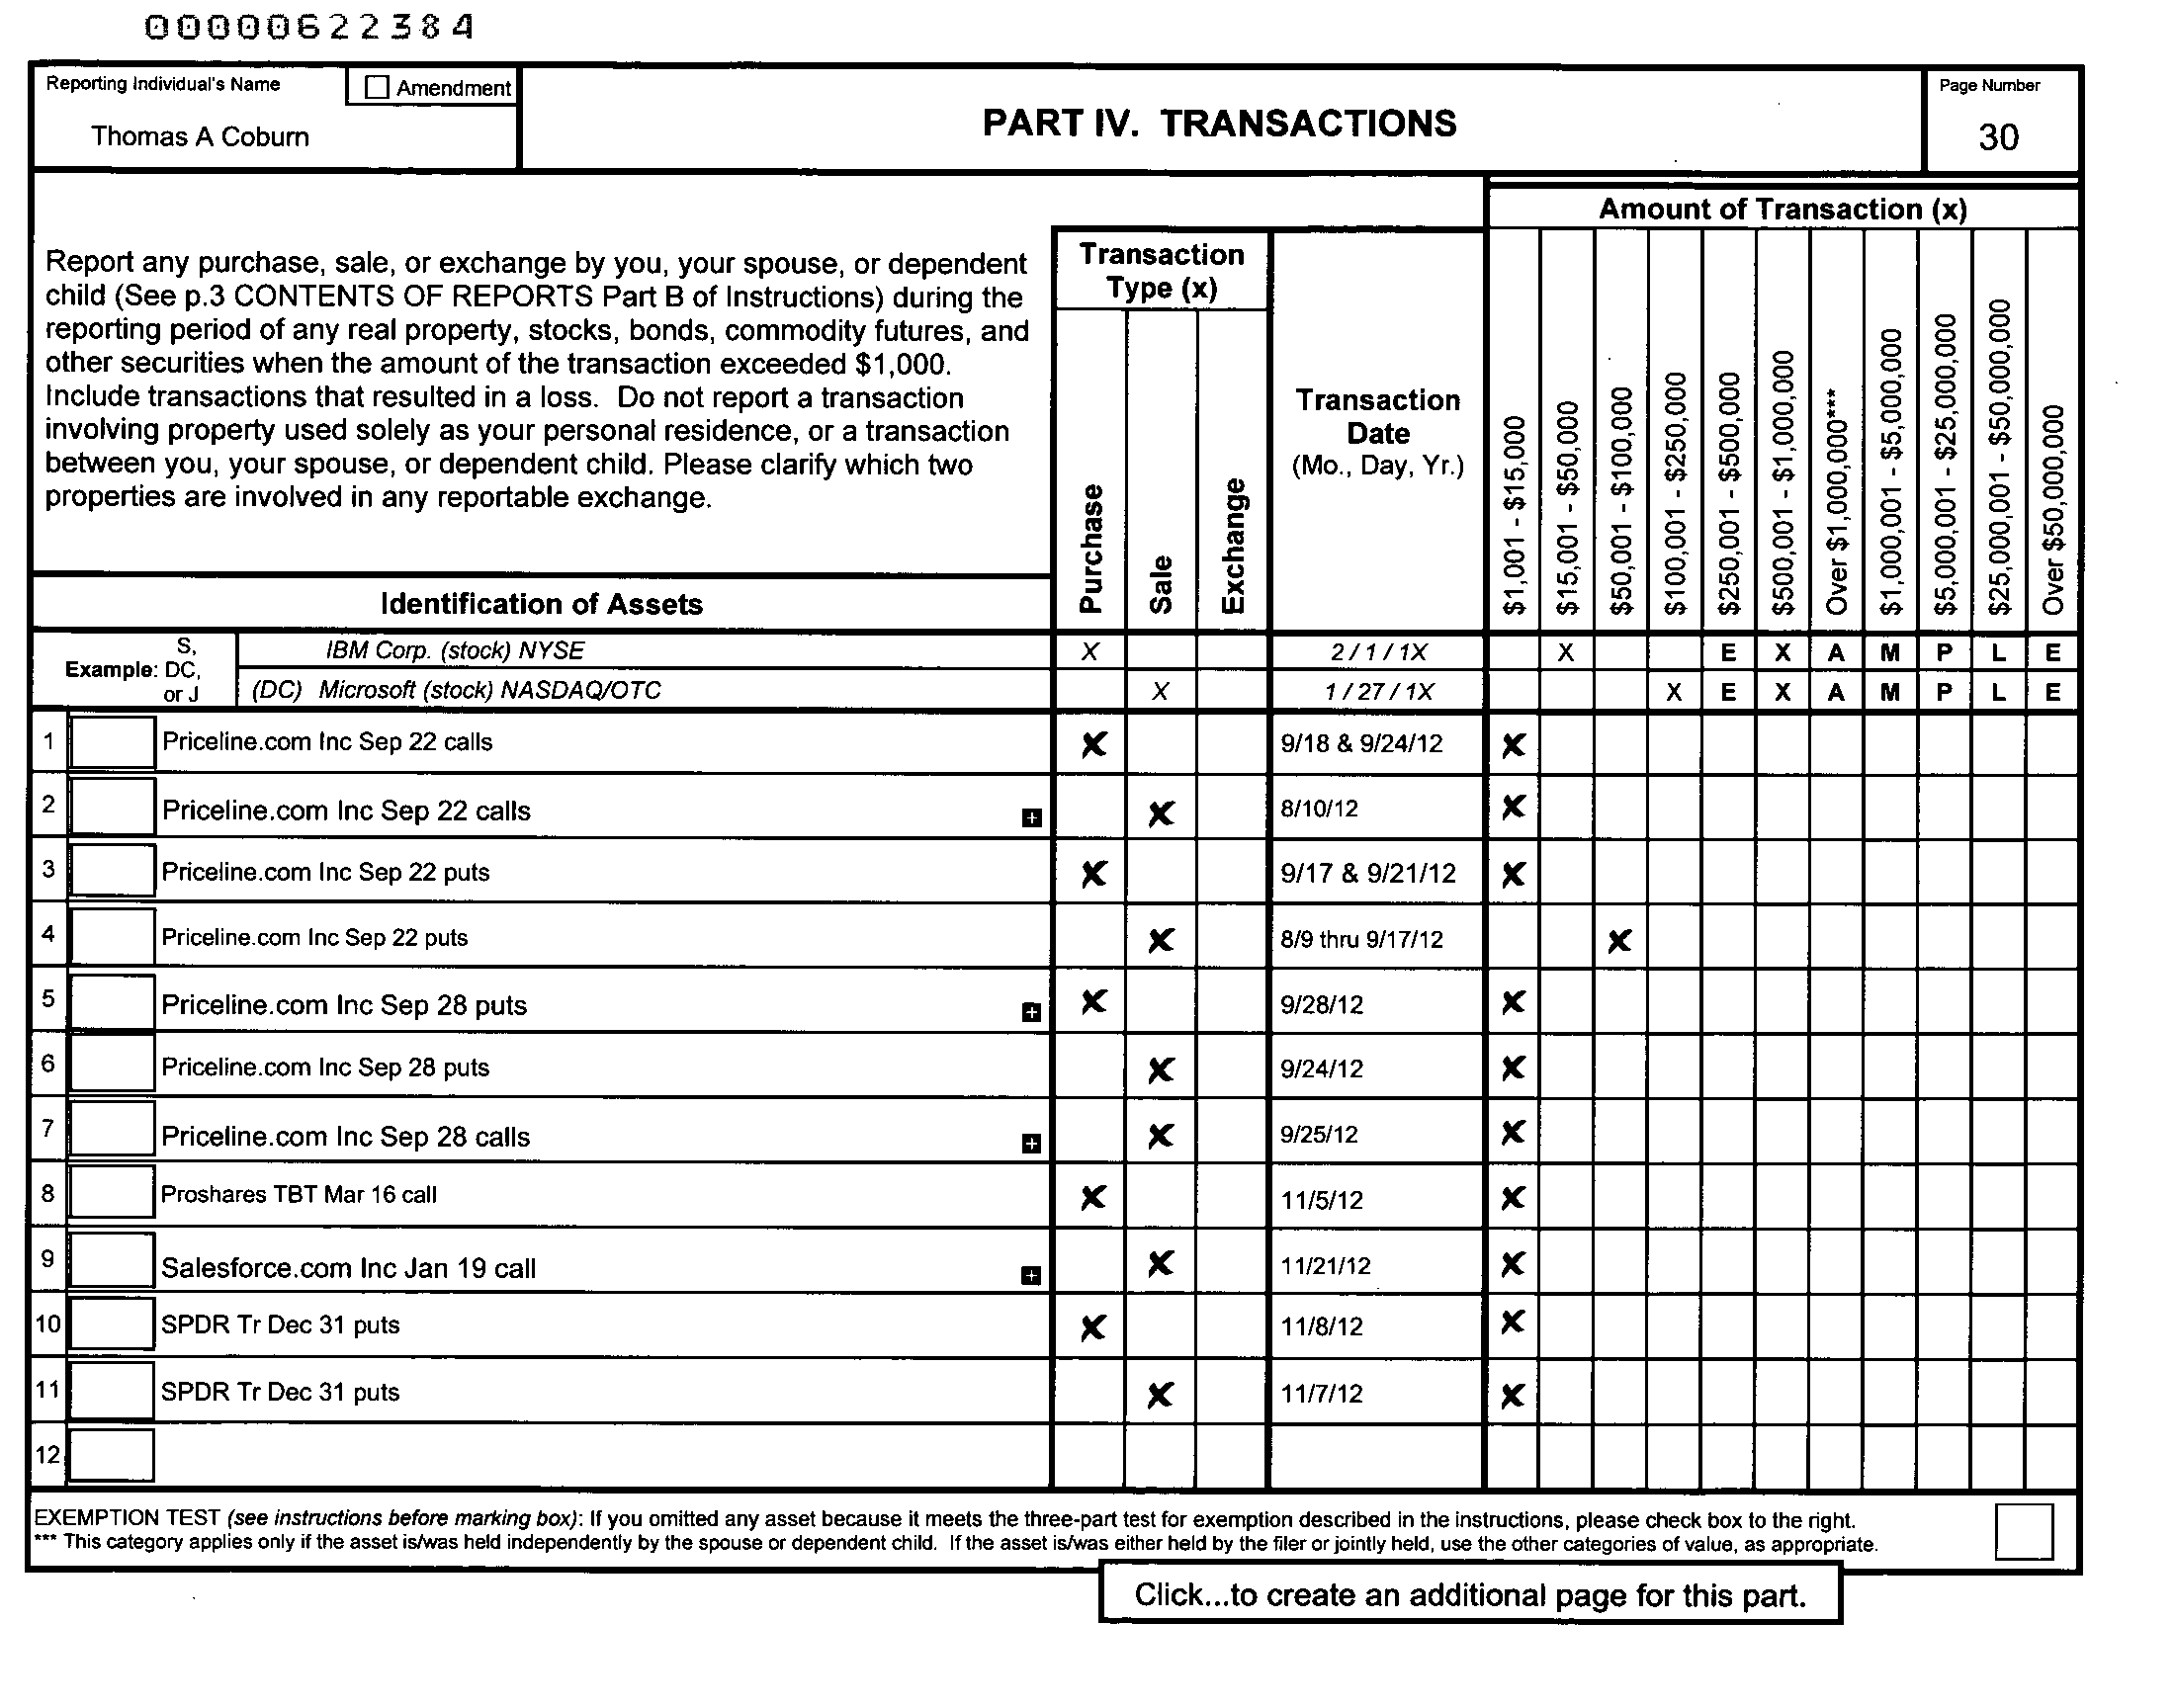 00000622384
Reporting Individual's Name
☐ Amendment
Thomas A Coburn
PART IV. TRANSACTIONS
Page Number
30
Report any purchase, sale, or exchange by you, your spouse, or dependent
child (See p.3 CONTENTS OF REPORTS Part B of Instructions) during the
reporting period of any real property, stocks, bonds, commodity futures, and
other securities when the amount of the transaction exceeded $1,000.
Include transactions that resulted in a loss. Do not report a transaction
involving property used solely as your personal residence, or a transaction
between you, your spouse, or dependent child. Please clarify which two
properties are involved in any reportable exchange.
Identification of Assets
Transaction
Type (x)
Purchase
Sale
Exchange
Transaction
Date
(Mo., Day, Yr.)
Amount of Transaction (x)
$1,001 - $15,000
$15,001 - $50,000
$50,001 - $100,000
$100,001 - $250,000
$250,001 - $500,000
$500,001 - $1,000,000
Over $1,000,000***
$1,000,001 - $5,000,000
$5,000,001 - $25,000,000
$25,000,001 - $50,000,000
Over $50,000,000
Example: S,
DC,
or J
IBM Corp. (stock) NYSE X 2 / 1 / 1X X E X A M P L E
(DC) Microsoft (stock) NASDAQ/OTC X 1 / 27 / 1X X E X A M P L E
1 Priceline.com Inc Sep 22 calls X 9/18 & 9/24/12 X
2 Priceline.com Inc Sep 22 calls + X 8/10/12 X
3 Priceline.com Inc Sep 22 puts X 9/17 & 9/21/12 X
4 Priceline.com Inc Sep 22 puts X 8/9 thru 9/17/12 X
5 Priceline.com Inc Sep 28 puts + X 9/28/12 X
6 Priceline.com Inc Sep 28 puts X 9/24/12 X
7 Priceline.com Inc Sep 28 calls + X 9/25/12 X
8 Proshares TBT Mar 16 call X 11/5/12 X
9 Salesforce.com Inc Jan 19 call + X 11/21/12 X
10 SPDR Tr Dec 31 puts X 11/8/12 X
11 SPDR Tr Dec 31 puts X 11/7/12 X
12
EXEMPTION TEST (see instructions before marking box): If you omitted any asset because it meets the three-part test for exemption described in the instructions, please check box to the right.
*** This category applies only if the asset is/was held independently by the spouse or dependent child. If the asset is/was either held by the filer or jointly held, use the other categories of value, as appropriate.
Click...to create an additional page for this part.